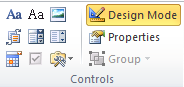 Aa Aa Design Mode
Properties
Group
Controls